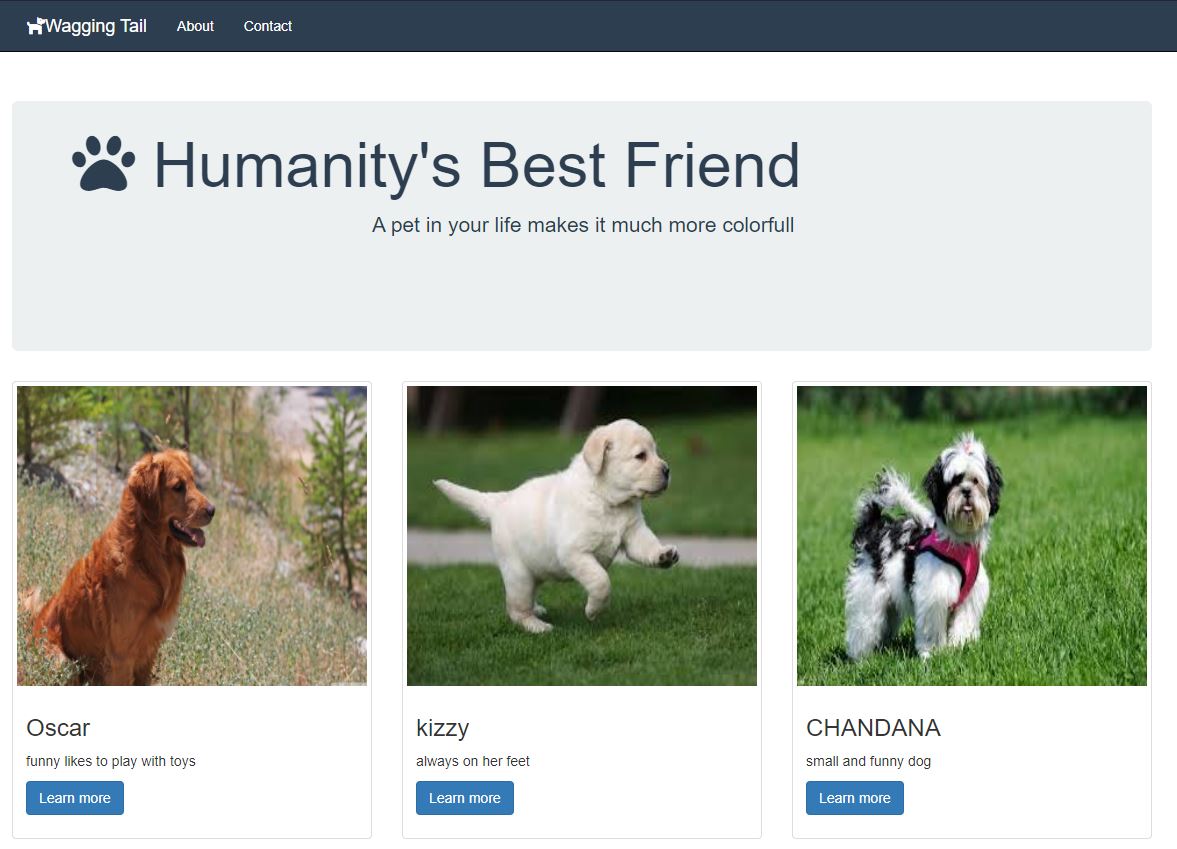 Wagging Tail About Contact
Humanity's Best Friend
A pet in your life makes it much more colorfull
Oscar
funny likes to play with toys
Learn more
kizzy
always on her feet
Learn more
CHANDANA
small and funny dog
Learn more